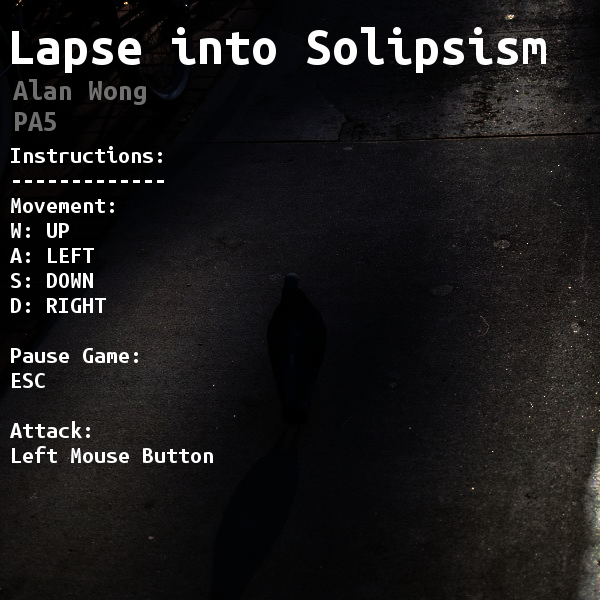 Lapse into Solipsism
Alan Wong
PA5
Instructions:
-------------
Movement:
W: UP
A: LEFT
S: DOWN
D: RIGHT
Pause Game:
ESC
Attack:
Left Mouse Button